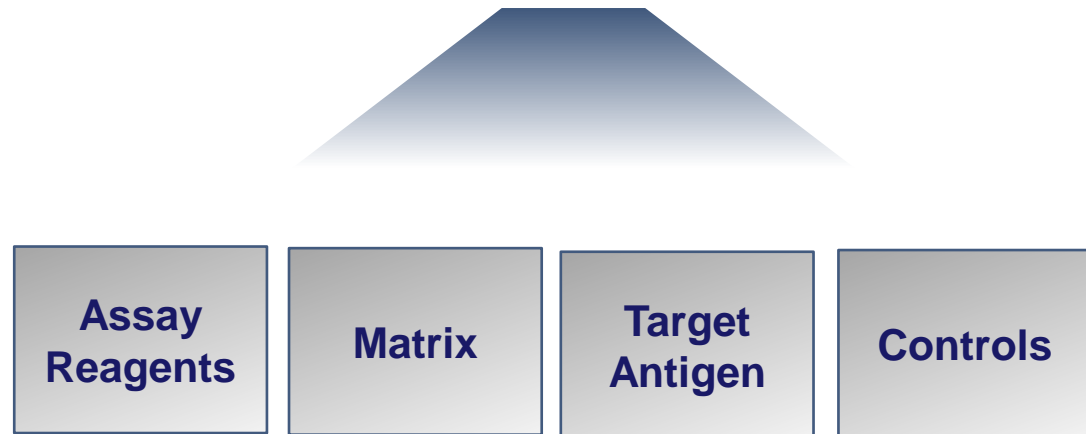 Assay
Reagents
Matrix
Target
Antigen
Controls